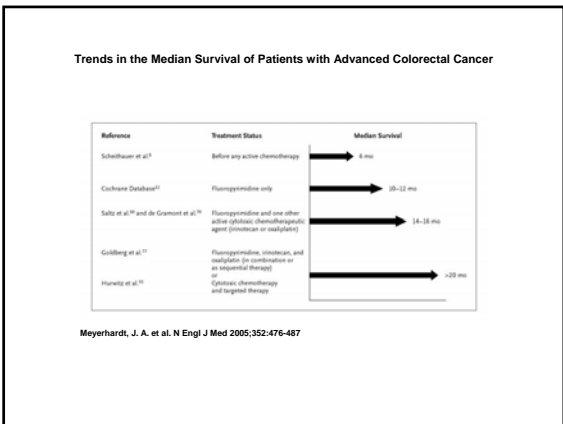 Trends in the Median Survival of Patients with Advanced Colorectal Cancer
Reference Treatment Status Median Survival
Scheithauer et al. Before any active chemotherapy 6 mo
Cochrane Database Fluoropyrimidine only 10–12 mo
Saltz et al. and de Gramont et al. Fluoropyrimidine and one other
active cytotoxic chemotherapeutic
agent (irinotecan or oxaliplatin)
14–16 mo
Goldberg et al. Fluoropyrimidine, irinotecan, and
oxaliplatin (in combination or
as sequential therapy)
or
Hurwitz et al. Cytotoxic chemotherapy
and targeted therapy
>20 mo
Meyerhardt, J. A. et al. N Engl J Med 2005;352:476-487